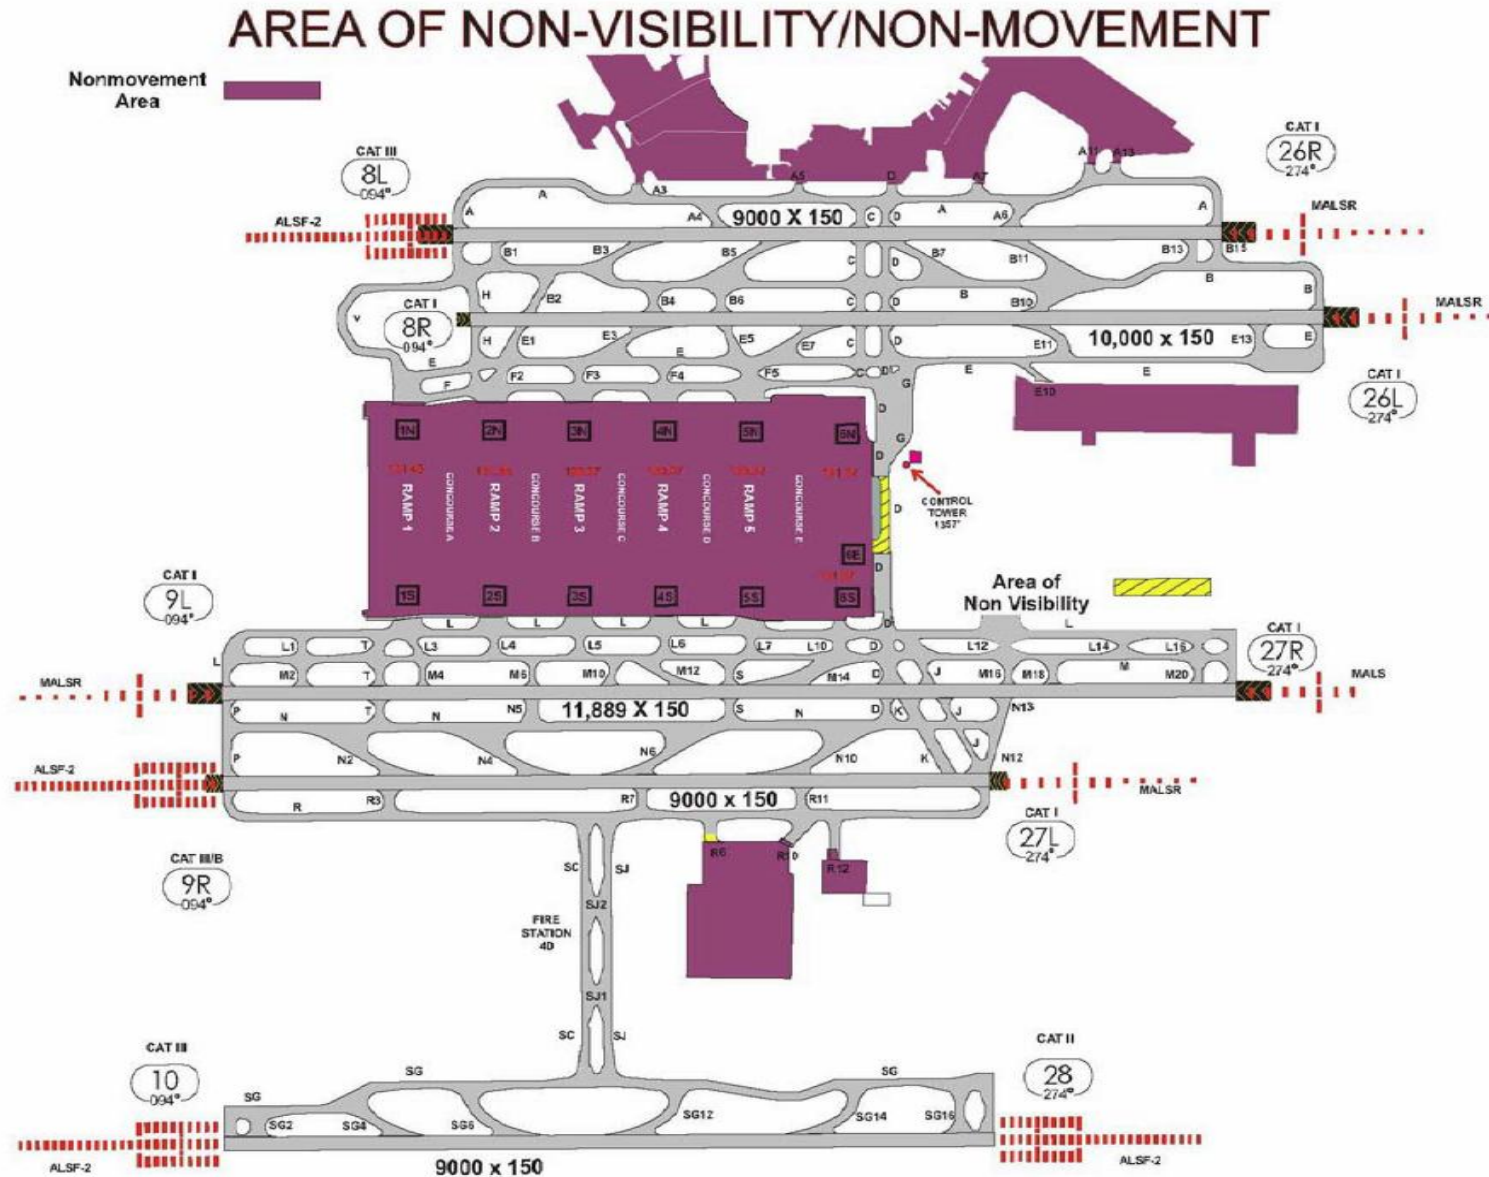 AREA OF NON-VISIBILITY/NON-MOVEMENT
Nonmovement
Area
CAT III
8L
094°
ALSF-2
CAT I
26R
274°
MALSR
A11 A13
A3 A5 D A7
A A A A
A4 9000 X 150 C D A6
B1 B3 B5 C D B7 B11 B13 B15
CAT I
8R
094°
V H B2 B4 B6 C D B B10 B B
MALSR
H E1 E3 E E5 E7 C D E11 10,000 x 150 E13 E
E F F2 F3 F4 F5 C D G E E
E10
CAT I
26L
274°
1N 2N 3N 4N 5N 6N
D
G
D
RAMP 1
CONCOURSE A
RAMP 2
CONCOURSE B
RAMP 3
CONCOURSE C
RAMP 4
CONCOURSE D
RAMP 5
CONCOURSE E
D
CONTROL
TOWER
1357'
6E
D
1S 2S 3S 4S 5S 6S
Area of
Non Visibility
CAT I
9L
094°
L L L L D L
L1 T L3 L4 L5 L6 L7 L10 D L12 L14 L16
CAT I
27R
274°
L
M2 T M4 M6 M10 M12 S M14 D J M16 M18 M M20
MALSR
MALS
P N T N N5 11,889 X 150 S N D K J N13
P N2 N4 N6 N10 K J N12
ALSF-2
MALSR
R R3 R7 9000 x 150 R11
CAT I
27L
274°
CAT III/B
9R
094°
R6 R10 R12
SC SJ
SJ2
FIRE
STATION
4D
SJ1
SC SJ
CAT III
10
094°
CAT II
28
274°
SG SG SG
SG2 SG4 SG6 SG12 SG14 SG16
ALSF-2
9000 x 150
ALSF-2